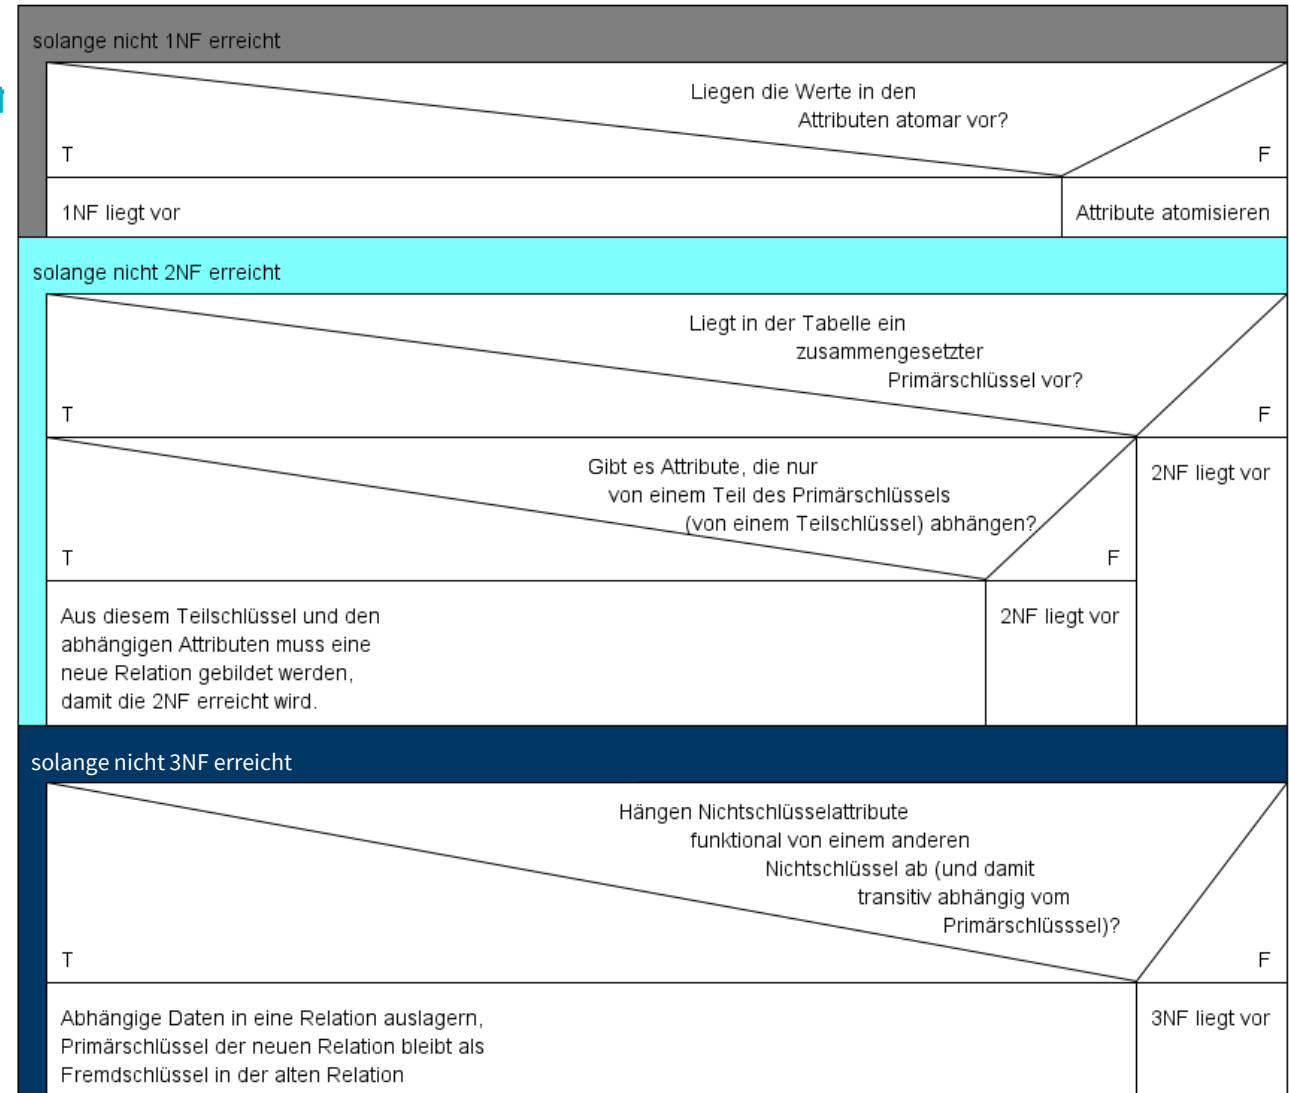 solange nicht 1NF erreicht
Liegen die Werte in den
Attributen atomar vor?
T
F
1NF liegt vor
Attribute atomisieren
solange nicht 2NF erreicht
Liegt in der Tabelle ein
zusammengesetzter
Primärschlüssel vor?
T
F
Gibt es Attribute, die nur
von einem Teil des Primärschlüssels
(von einem Teilschlüssel) abhängen?
T
F
2NF liegt vor
Aus diesem Teilschlüssel und den
abhängigen Attributen muss eine
neue Relation gebildet werden,
damit die 2NF erreicht wird.
2NF liegt vor
solange nicht 3NF erreicht
Hängen Nichtschlüsselattribute
funktional von einem anderen
Nichtschlüssel ab (und damit
transitiv abhängig vom
Primärschlüsssel)?
T
F
Abhängige Daten in eine Relation auslagern,
Primärschlüssel der neuen Relation bleibt als
Fremdschlüssel in der alten Relation
3NF liegt vor